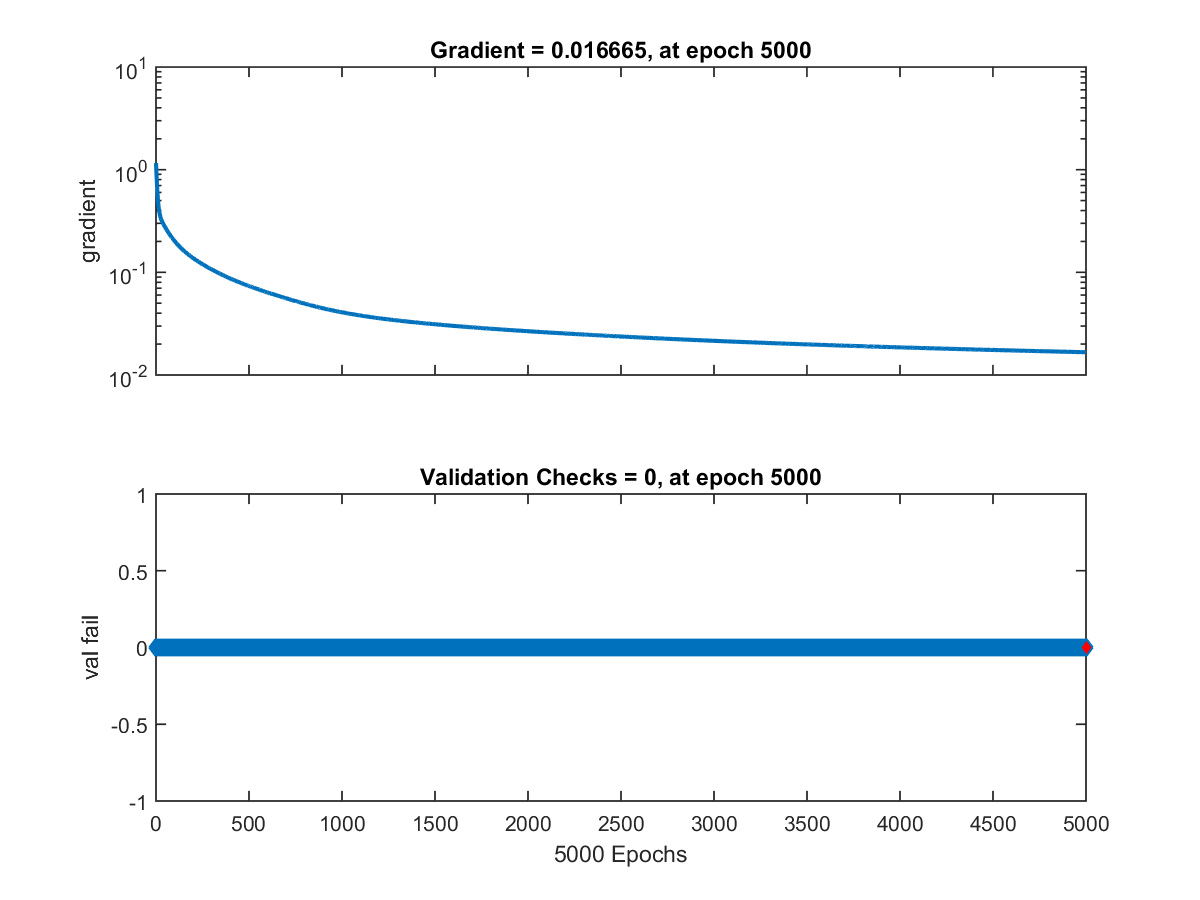 Gradient = 0.016665, at epoch 5000
10^1
10^0
10^-1
10^-2
gradient
Validation Checks = 0, at epoch 5000
1
0.5
0
-0.5
-1
val fail
0 500 1000 1500 2000 2500 3000 3500 4000 4500 5000
5000 Epochs